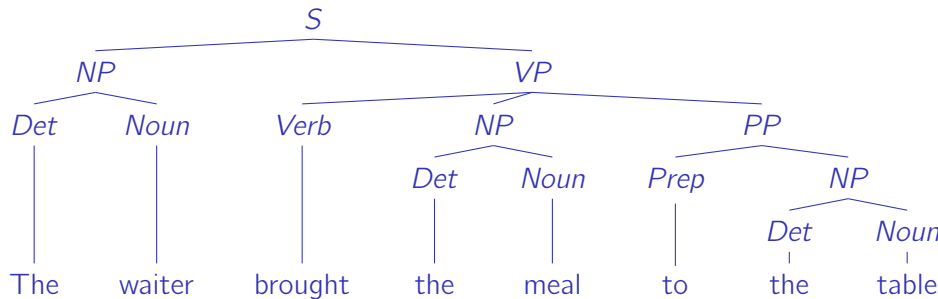 S
NP VP
Det Noun Verb NP PP
Det Noun Prep NP
Det Noun
The waiter brought the meal to the table